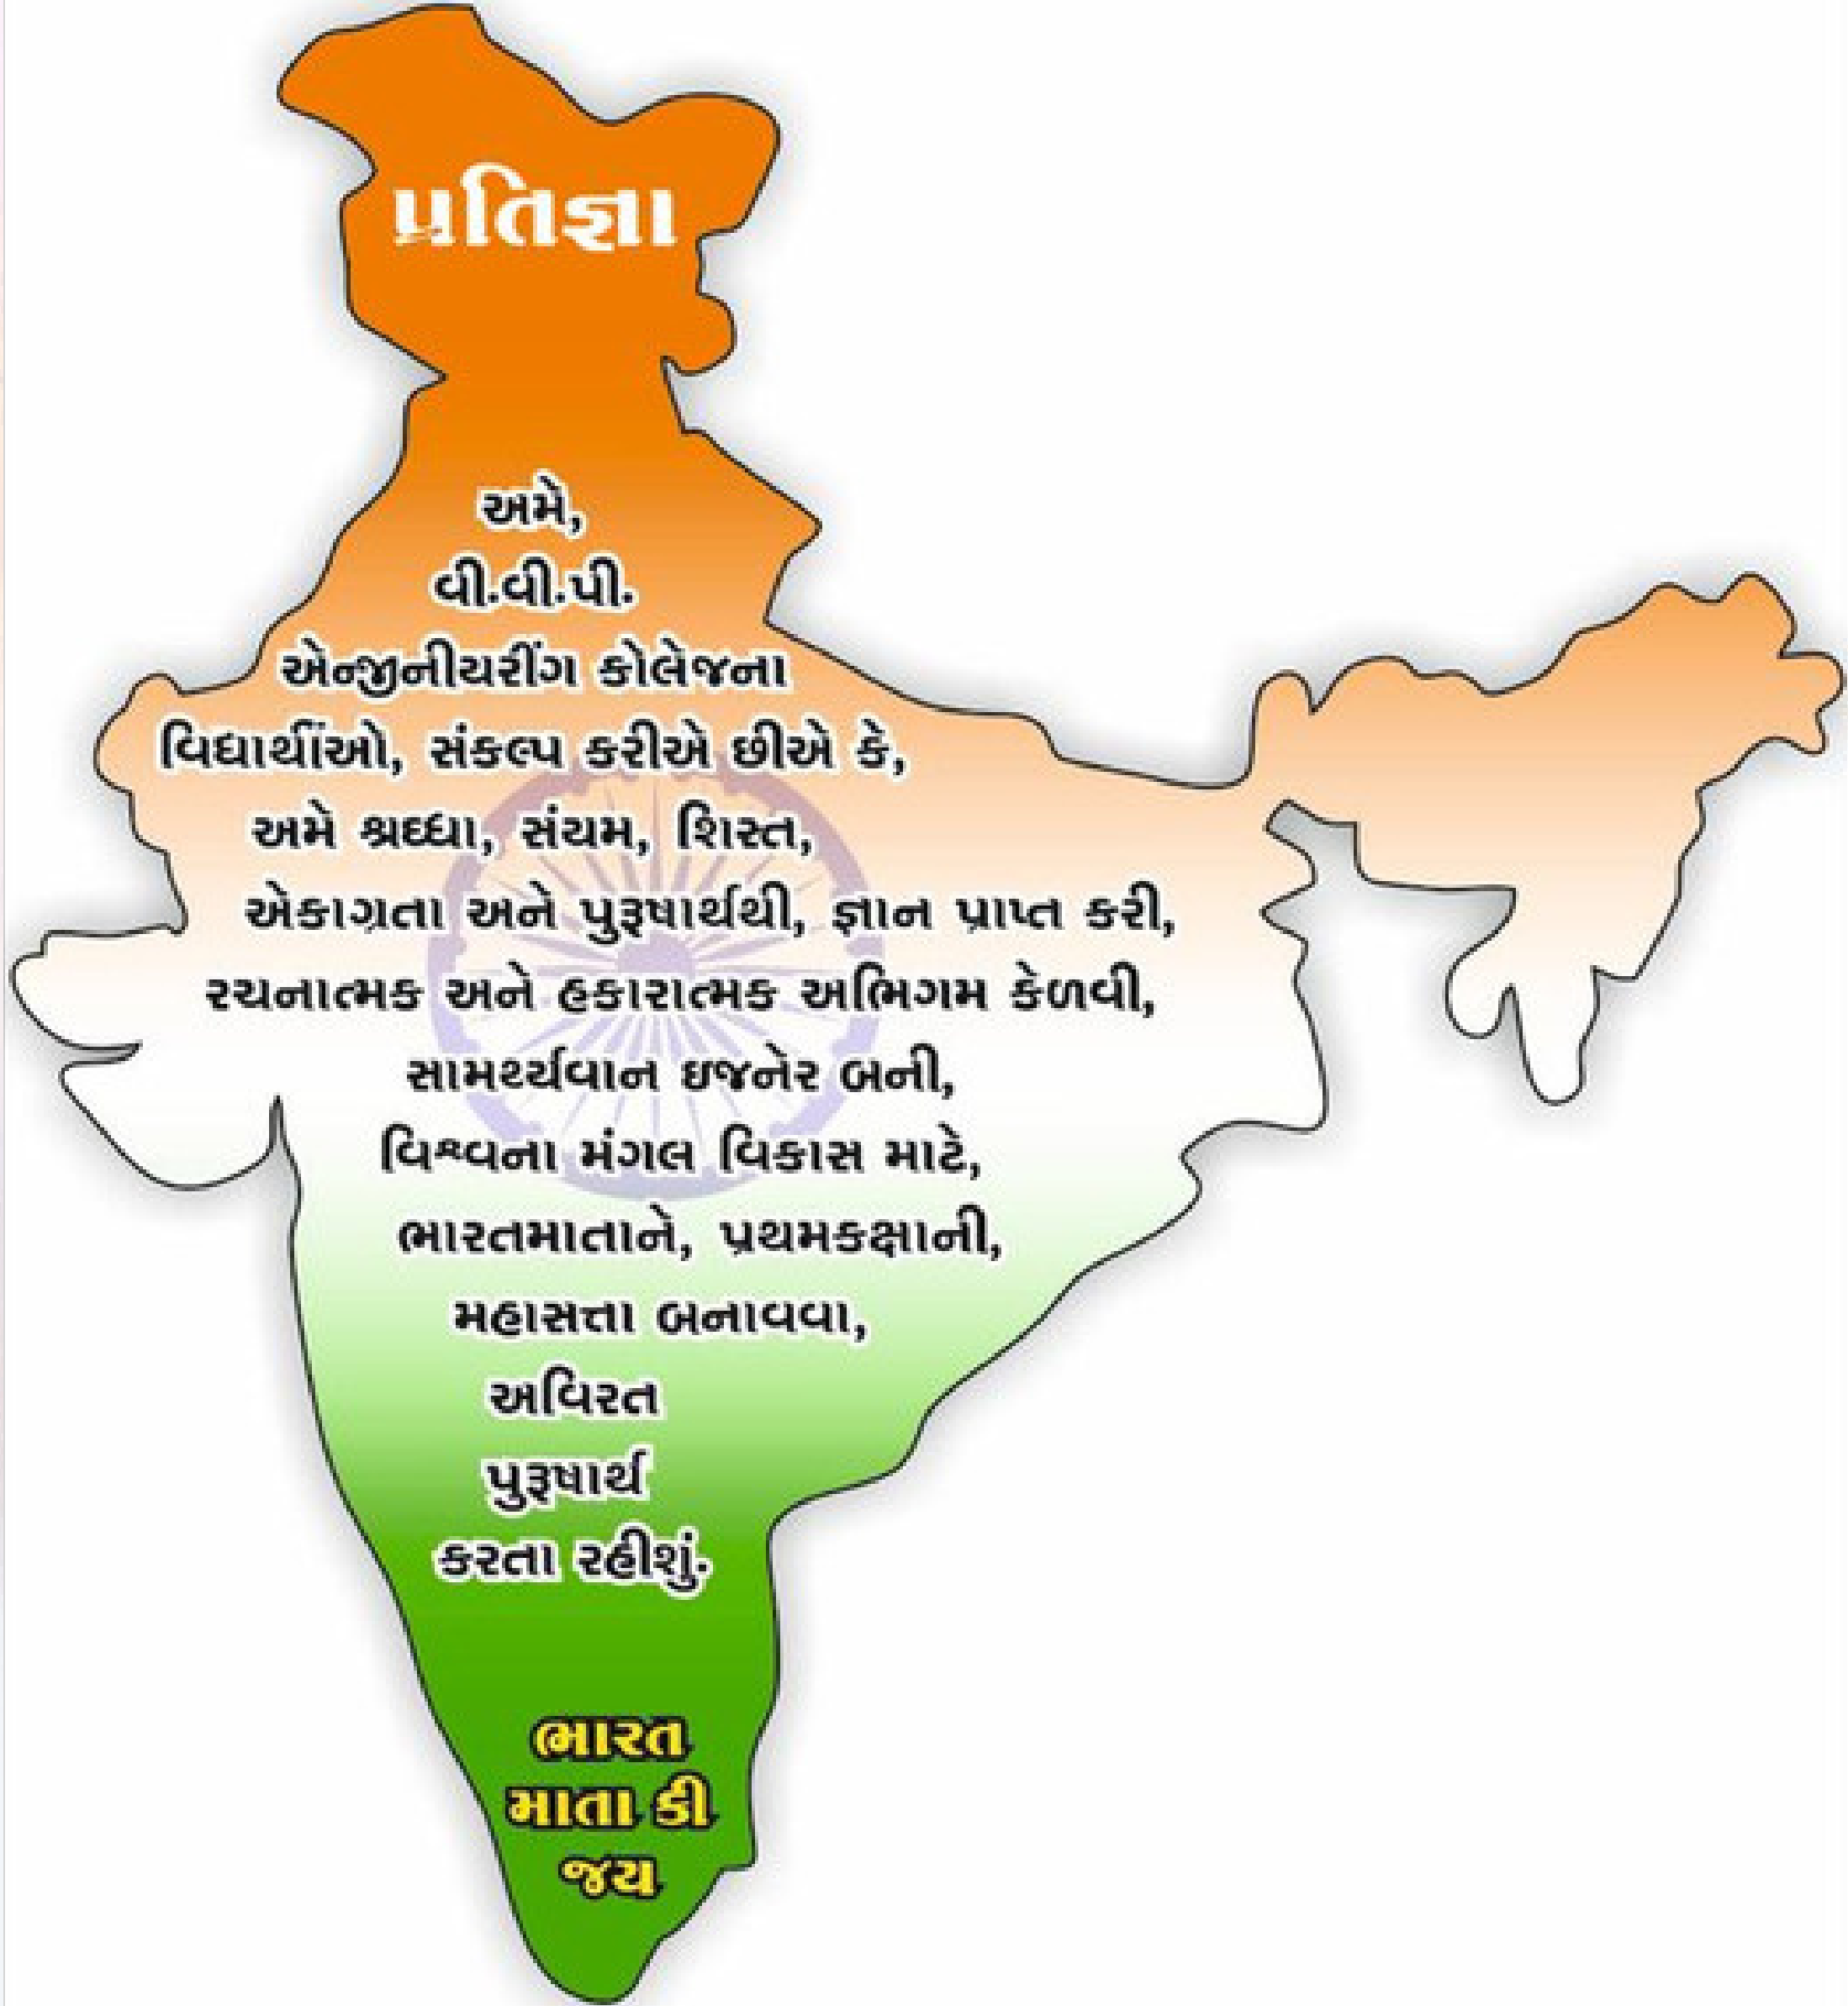 પ્રતિજ્ઞા
અમે,
વી.વી.પી.
એન્જીનીયરીંગ કોલેજના
વિદ્યાર્થીઓ, સંકલ્પ કરીએ છીએ કે,
અમે શ્રધ્ધા, સંયમ, શિસ્ત,
એકાગ્રતા અને પુરૂષાર્થથી, જ્ઞાન પ્રાપ્ત કરી,
રચનાત્મક અને હકારાત્મક અભિગમ કેળવી,
સામર્થ્યવાન ઇજનેર બની,
વિશ્વના મંગલ વિકાસ માટે,
ભારતમાતાને, પ્રથમકક્ષાની,
મહાસત્તા બનાવવા,
અવિરત
પુરૂષાર્થ
કરતા રહીશું.
ભારત
માતા કી
જય